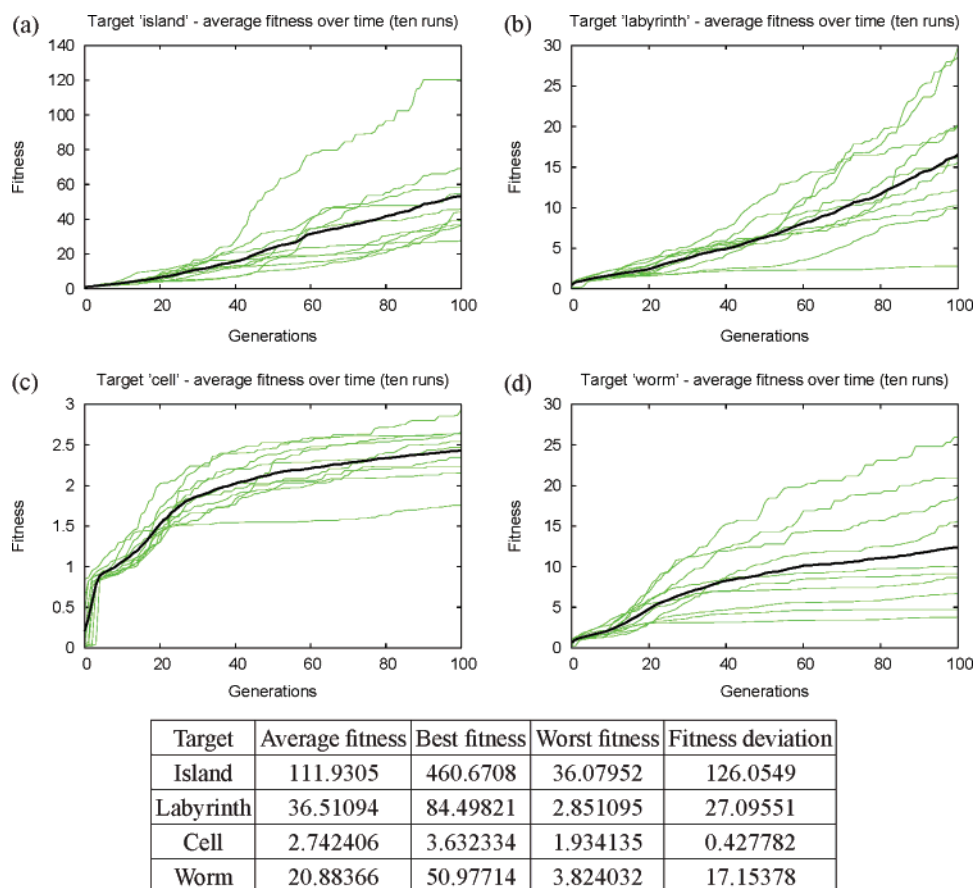 (a) Target 'island' - average fitness over time (ten runs)
140
120
100
80
60
40
20
0
Fitness
0 20 40 60 80 100
Generations
(b) Target 'labyrinth' - average fitness over time (ten runs)
30
25
20
15
10
5
0
Fitness
0 20 40 60 80 100
Generations
(c) Target 'cell' - average fitness over time (ten runs)
3
2.5
2
1.5
1
0.5
0
Fitness
0 20 40 60 80 100
Generations
(d) Target 'worm' - average fitness over time (ten runs)
30
25
20
15
10
5
0
Fitness
0 20 40 60 80 100
Generations
Target Average fitness Best fitness Worst fitness Fitness deviation
Island 111.9305 460.6708 36.07952 126.0549
Labyrinth 36.51094 84.49821 2.851095 27.09551
Cell 2.742406 3.632334 1.934135 0.427782
Worm 20.88366 50.97714 3.824032 17.15378